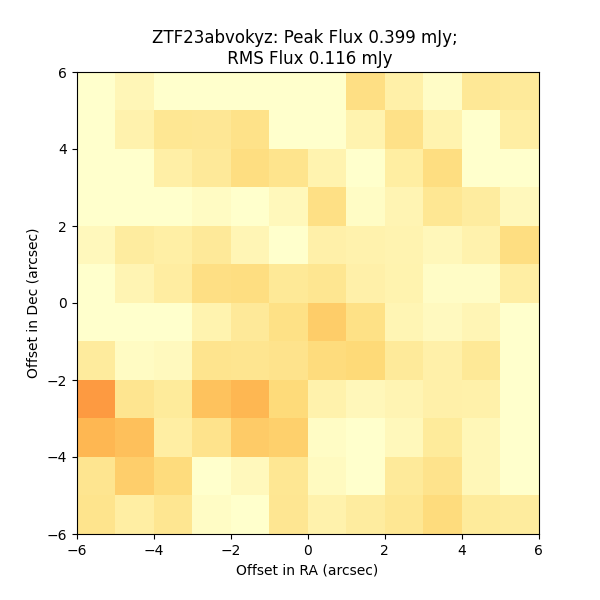 ZTF23abvokyz: Peak Flux 0.399 mJy;
RMS Flux 0.116 mJy
6
4
2
0
−2
−4
−6
Offset in Dec (arcsec)
−6 −4 −2 0 2 4 6
Offset in RA (arcsec)